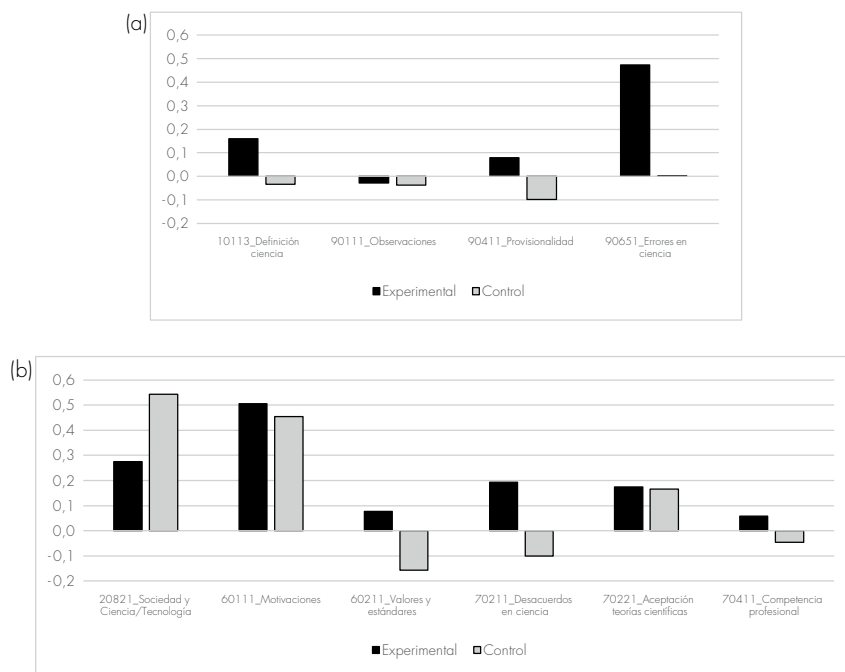 (a)
0,6
0,5
0,4
0,3
0,2
0,1
0,0
-0,1
-0,2
10113_Definición
ciencia
90111_Observaciones
90411_Provisionalidad
90651_Errores en
ciencia
Experimental Control
(b)
0,6
0,5
0,4
0,3
0,2
0,1
0,0
-0,1
-0,2
20821_Sociedad y
Ciencia/Tecnología
60111_Motivaciones
60211_Valores y
estándares
70211_Desacuerdos
en ciencia
70221_Aceptación
teorías científicas
70411_Competencia
profesional
Experimental Control